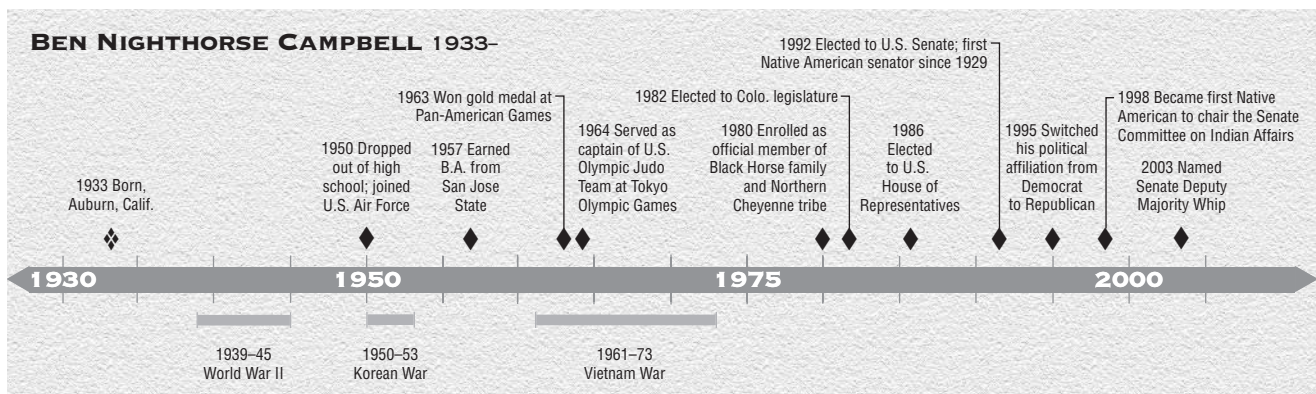 BEN NIGHTHORSE CAMPBELL 1933–
1933 Born,
Auburn, Calif.
1950 Dropped
out of high
school; joined
U.S. Air Force
1957 Earned
B.A. from
San Jose
State
1963 Won gold medal at
Pan-American Games
1964 Served as
captain of U.S.
Olympic Judo
Team at Tokyo
Olympic Games
1980 Enrolled as
official member of
Black Horse family
and Northern
Cheyenne tribe
1982 Elected to Colo. legislature
1986
Elected
to U.S.
House of
Representatives
1992 Elected to U.S. Senate; first
Native American senator since 1929
1995 Switched
his political
affiliation from
Democrat
to Republican
1998 Became first Native
American to chair the Senate
Committee on Indian Affairs
2003 Named
Senate Deputy
Majority Whip
1930 1950 1975 2000
1939–45
World War II
1950–53
Korean War
1961–73
Vietnam War